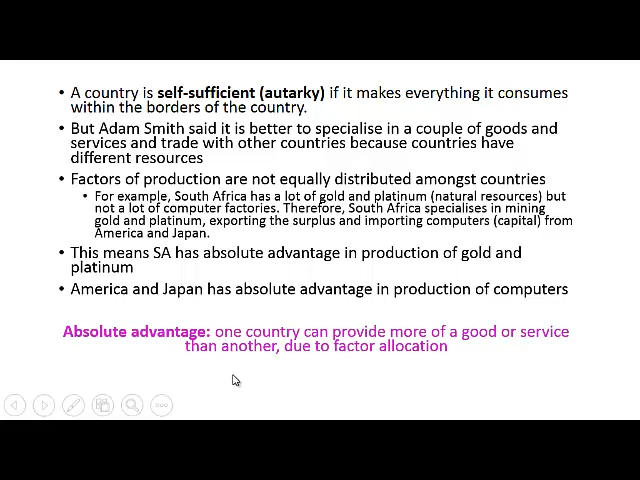 • A country is self-sufficient (autarky) if it makes everything it consumes
within the borders of the country.
• But Adam Smith said it is better to specialise in a couple of goods and
services and trade with other countries because countries have
different resources
• Factors of production are not equally distributed amongst countries
• For example, South Africa has a lot of gold and platinum (natural resources) but
not a lot of computer factories. Therefore, South Africa specialises in mining
gold and platinum, exporting the surplus and importing computers (capital) from
America and Japan.
• This means SA has absolute advantage in production of gold and
platinum
• America and Japan has absolute advantage in production of computers
Absolute advantage: one country can provide more of a good or service
than another, due to factor allocation